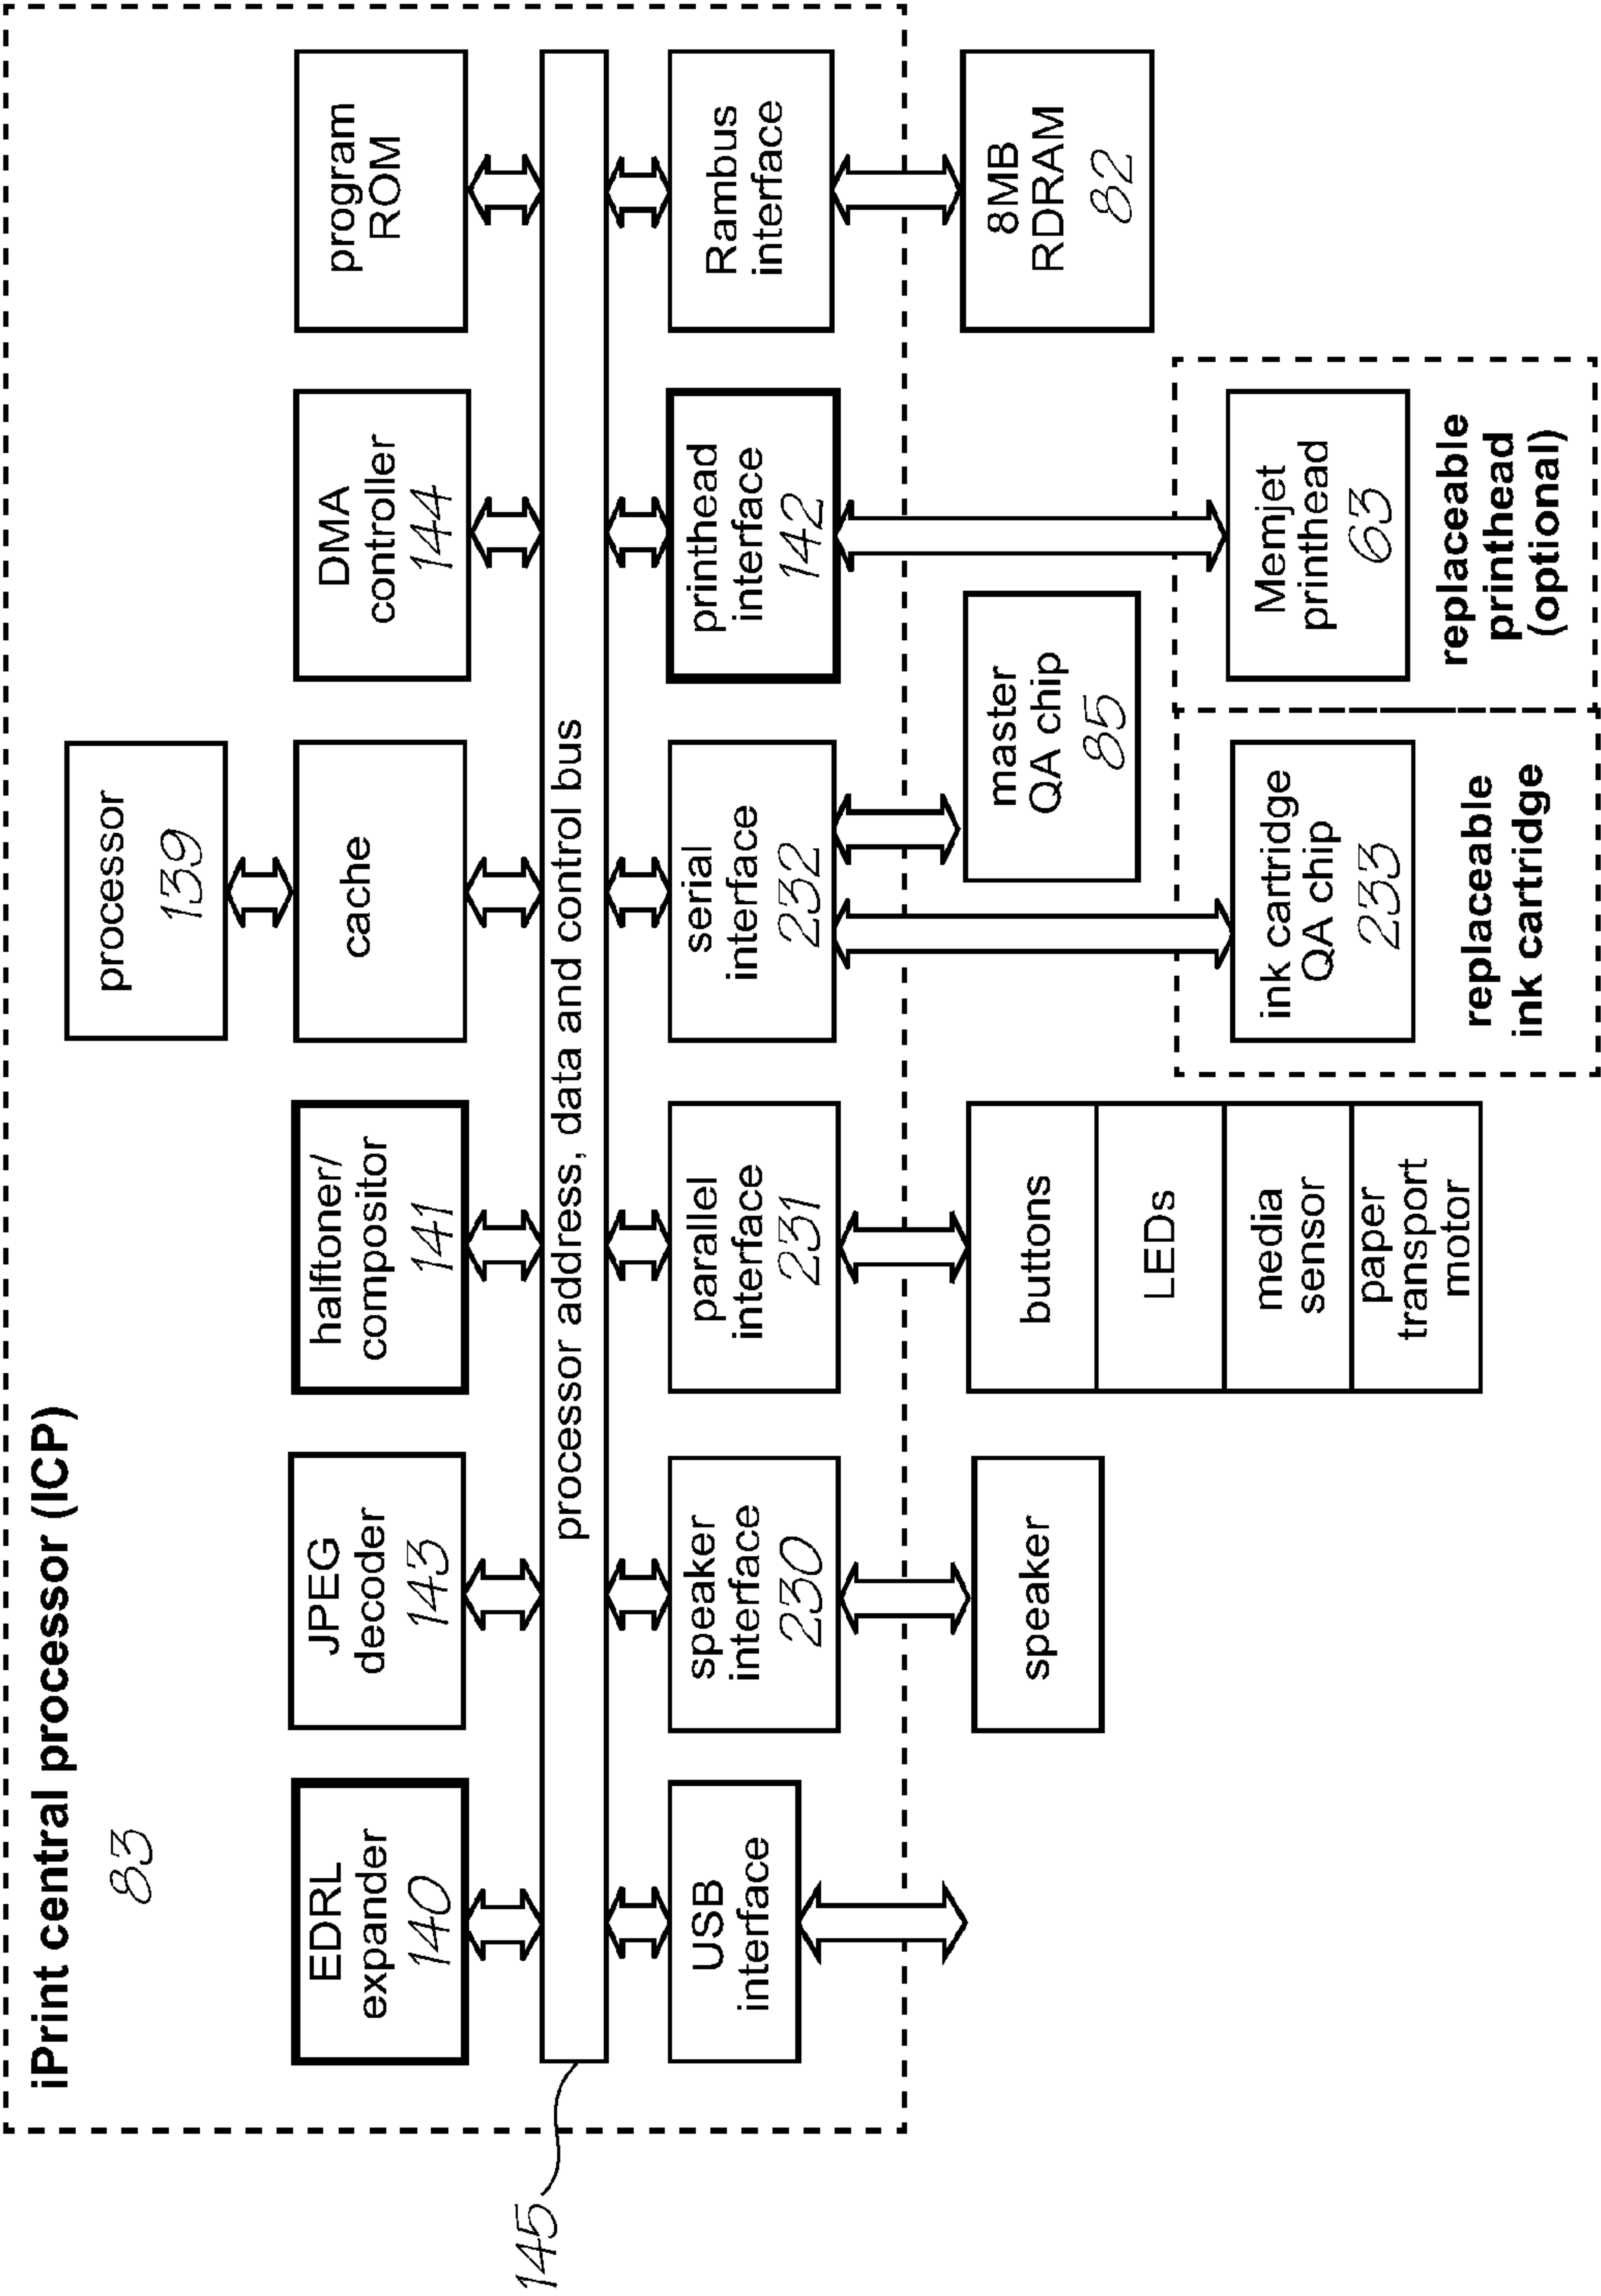 iPrint central processor (ICP)
83
processor
139
EDRL
expander
140
JPEG
decoder
143
halftoner/
compositor
141
cache
DMA
controller
144
program
ROM
145
processor address, data and control bus
USB
interface
speaker
interface
230
parallel
interface
231
serial
interface
232
printhead
interface
142
Rambus
interface
speaker
buttons
LEDs
media
sensor
paper
transport
motor
master
QA chip
85
8MB
RDRAM
82
ink cartridge
QA chip
233
replaceable
ink cartridge
Memjet
printhead
63
replaceable
printhead
(optional)